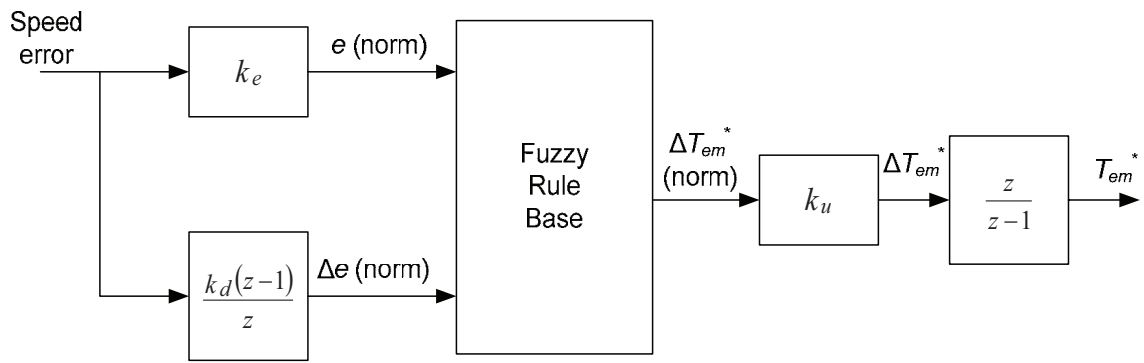 Speed
error
k_e
e (norm)
k_d(z−1)
z
Δe (norm)
Fuzzy
Rule
Base
ΔT_em*
(norm)
k_u
ΔT_em*
z
z−1
T_em*